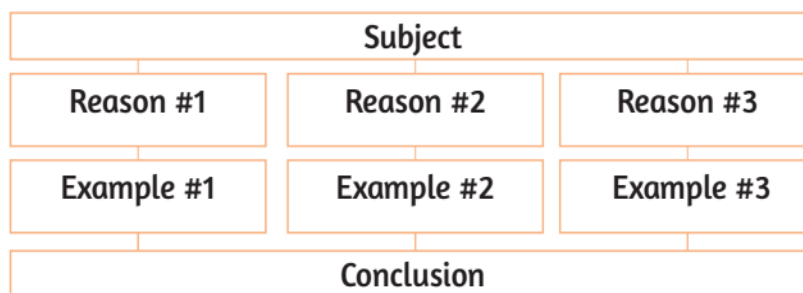 Subject
Reason #1 Reason #2 Reason #3
Example #1 Example #2 Example #3
Conclusion